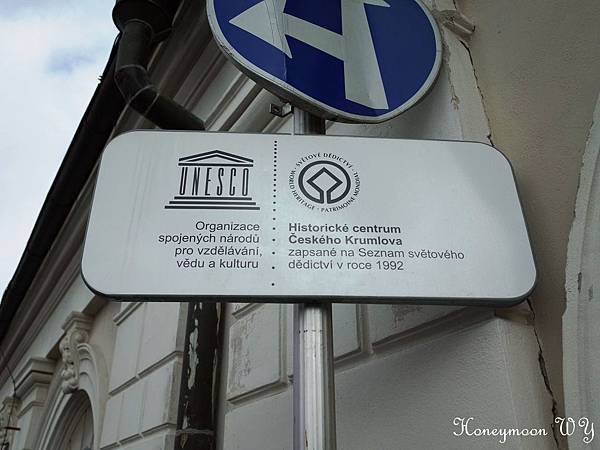 UNESCO
Organizace
spojených národů
pro vzdělávání,
vědu a kulturu
SVĚTOVÉ DĚDICTVÍ • WORLD HERITAGE • PATRIMOINE MONDIAL
Historické centrum
Českého Krumlova
zapsané na Seznam světového
dědictví v roce 1992
Honeymoon WY